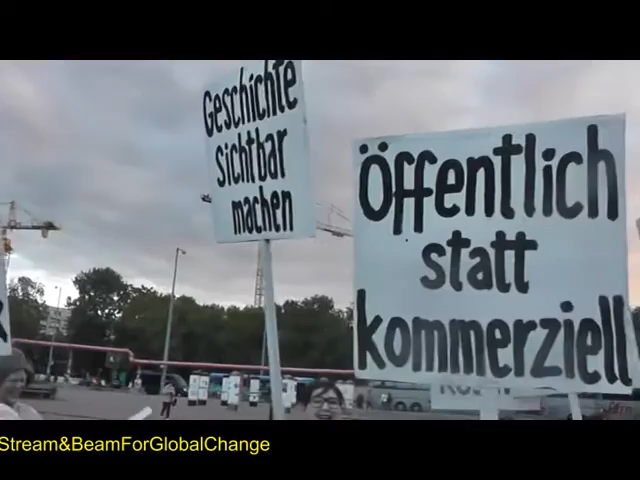 Geschichte
sichtbar
machen
Öffentlich
statt
kommerziell
Stream&BeamForGlobalChange